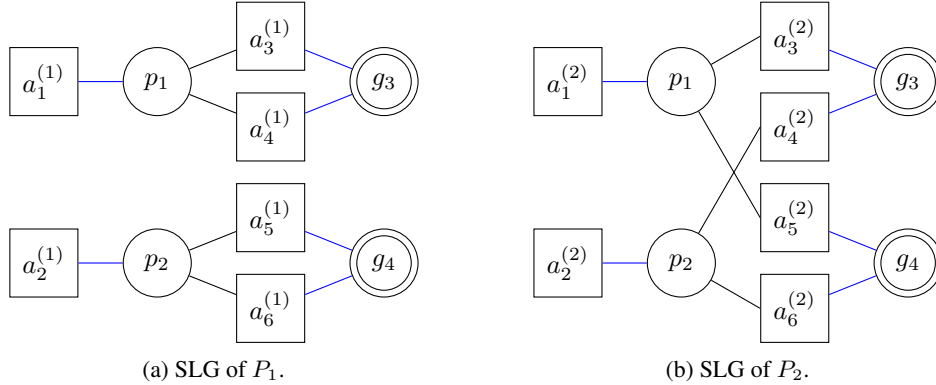 a_3^{(1)} a_3^{(2)}
a_1^{(1)} p_1 g_3 a_1^{(2)} p_1 g_3
a_4^{(1)} a_4^{(2)}
a_5^{(1)} a_5^{(2)}
a_2^{(1)} p_2 g_4 a_2^{(2)} p_2 g_4
a_6^{(1)} a_6^{(2)}
(a) SLG of P_1.
(b) SLG of P_2.